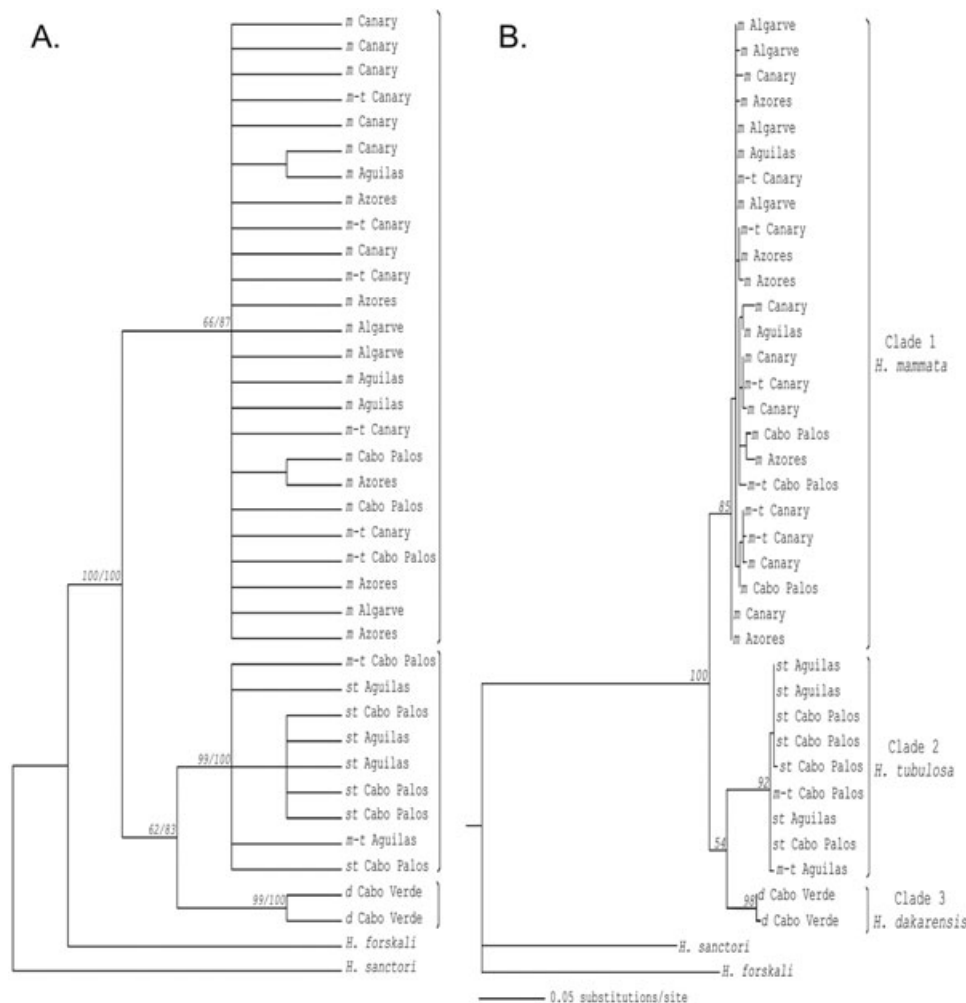 A.
m Canary
m Canary
m Canary
m-t Canary
m Canary
m Canary
m Aguilas
m Azores
m-t Canary
m Canary
m-t Canary
m Azores
66/87
m Algarve
m Algarve
m Aguilas
m Aguilas
m-t Canary
m Cabo Palos
m Azores
m Cabo Palos
m-t Canary
m-t Cabo Palos
100/100
m Azores
m Algarve
m Azores
m-t Cabo Palos
st Aguilas
st Cabo Palos
st Aguilas
99/100
st Aguilas
st Cabo Palos
st Cabo Palos
62/83
m-t Aguilas
st Cabo Palos
99/100
d Cabo Verde
d Cabo Verde
H. forskali
H. sanctori
B.
m Algarve
m Algarve
m Canary
m Azores
m Algarve
m Aguilas
m-t Canary
m Algarve
m-t Canary
m Azores
m Azores
m Canary
m Aguilas
m Canary
m-t Canary
m Canary
m Cabo Palos
m Azores
m-t Cabo Palos
85
m-t Canary
m-t Canary
m Canary
m Cabo Palos
m Canary
m Azores
Clade 1
H. mammata
100
st Aguilas
st Aguilas
st Cabo Palos
st Cabo Palos
st Cabo Palos
92
m-t Cabo Palos
st Aguilas
st Cabo Palos
m-t Aguilas
Clade 2
H. tubulosa
54
98
d Cabo Verde
d Cabo Verde
Clade 3
H. dakarensis
H. sanctori
H. forskali
0.05 substitutions/site